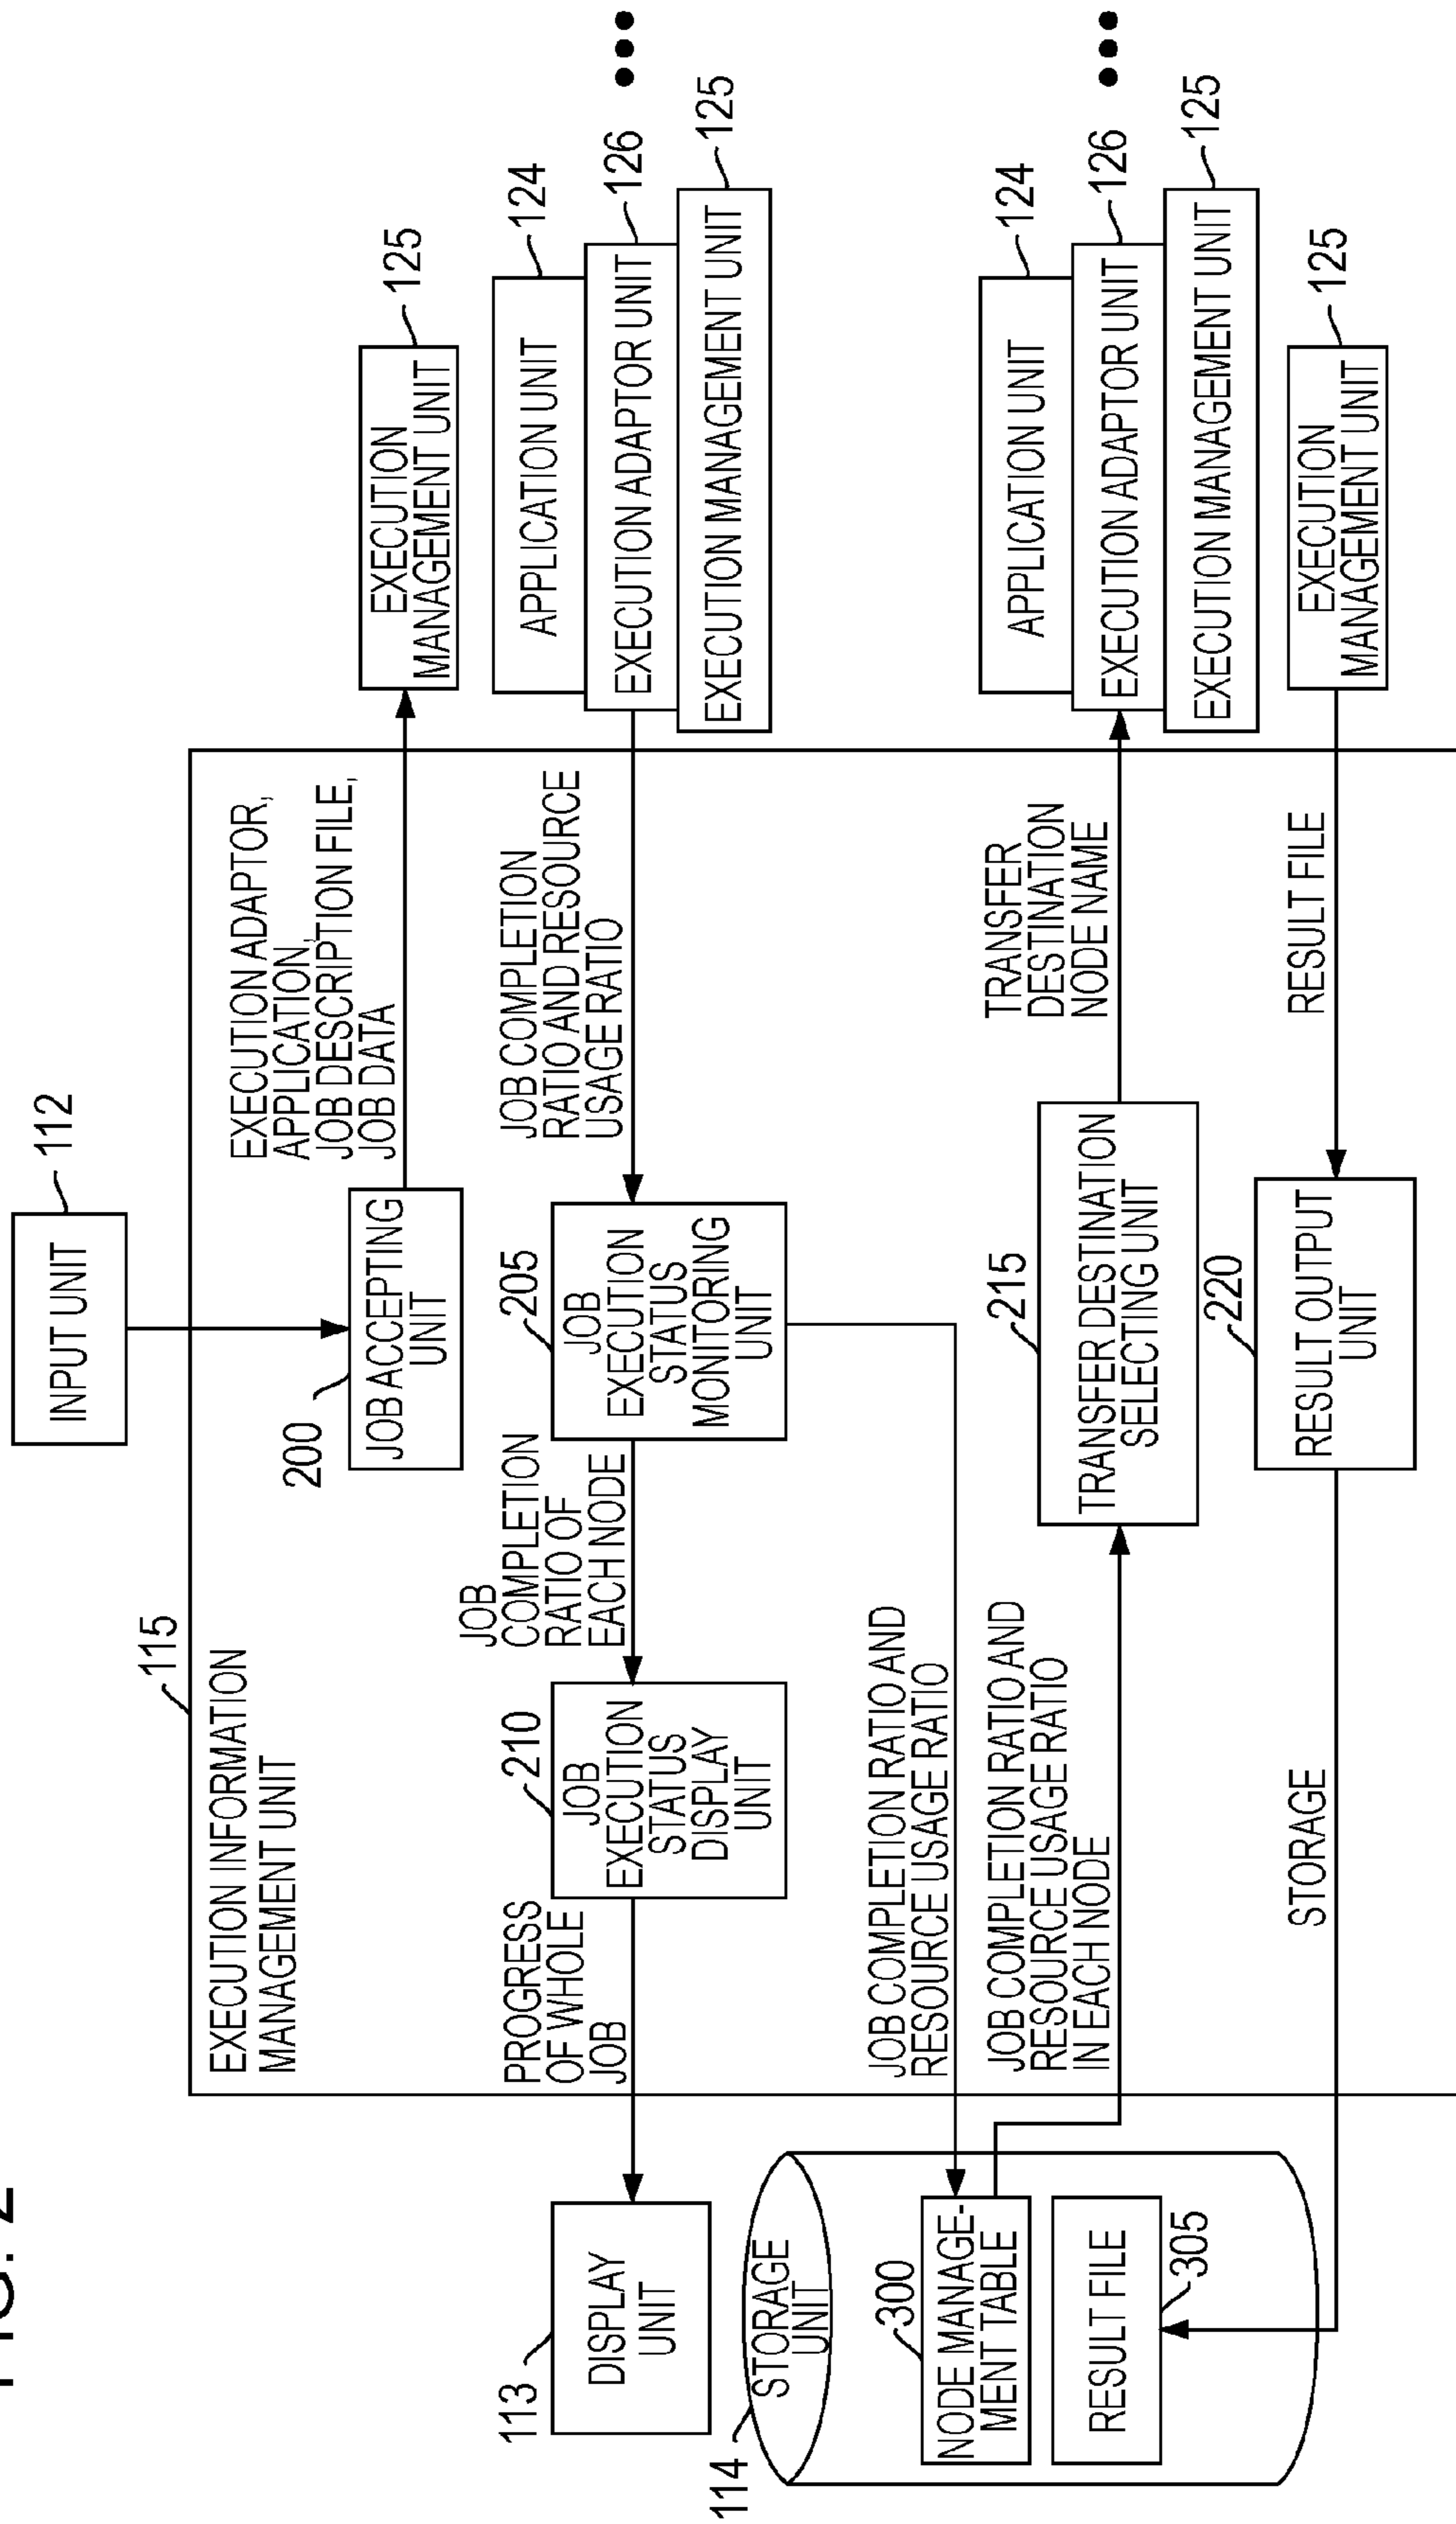 FIG. 2
INPUT UNIT
112
115
EXECUTION INFORMATION
MANAGEMENT UNIT
200
JOB ACCEPTING
UNIT
EXECUTION ADAPTOR,
APPLICATION,
JOB DESCRIPTION FILE,
JOB DATA
EXECUTION
MANAGEMENT UNIT
125
113
DISPLAY
UNIT
PROGRESS
OF WHOLE
JOB
210
JOB
EXECUTION
STATUS
DISPLAY
UNIT
JOB
COMPLETION
RATIO OF
EACH NODE
205
JOB
EXECUTION
STATUS
MONITORING
UNIT
JOB COMPLETION
RATIO AND RESOURCE
USAGE RATIO
APPLICATION UNIT
124
EXECUTION ADAPTOR UNIT
126
EXECUTION MANAGEMENT UNIT
125
114
STORAGE
UNIT
300
NODE MANAGE-
MENT TABLE
RESULT FILE
305
JOB COMPLETION RATIO AND
RESOURCE USAGE RATIO
JOB COMPLETION RATIO AND
RESOURCE USAGE RATIO
IN EACH NODE
215
TRANSFER DESTINATION
SELECTING UNIT
TRANSFER
DESTINATION
NODE NAME
APPLICATION UNIT
124
EXECUTION ADAPTOR UNIT
126
EXECUTION MANAGEMENT UNIT
125
STORAGE
220
RESULT OUTPUT
UNIT
RESULT FILE
EXECUTION
MANAGEMENT UNIT
125